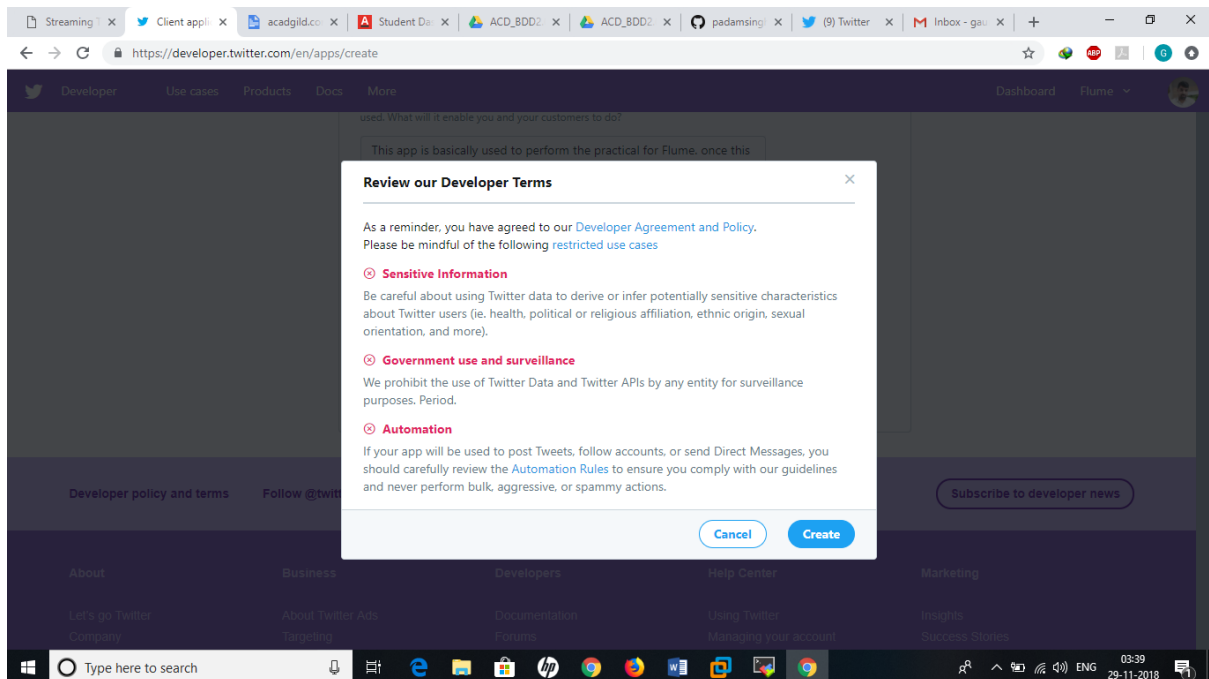 Streaming T
Client appli
acadgild.co
Student Da
ACD_BDD2.
ACD_BDD2.
padamsingl
(9) Twitter
Inbox - gau
https://developer.twitter.com/en/apps/create
ABP
G
Developer Use cases Products Docs More Dashboard Flume
used. What will it enable you and your customers to do?
This app is basically used to perform the practical for Flume. once this
Review our Developer Terms
As a reminder, you have agreed to our Developer Agreement and Policy.
Please be mindful of the following restricted use cases
Sensitive Information
Be careful about using Twitter data to derive or infer potentially sensitive characteristics
about Twitter users (ie. health, political or religious affiliation, ethnic origin, sexual
orientation, and more).
Government use and surveillance
We prohibit the use of Twitter Data and Twitter APIs by any entity for surveillance
purposes. Period.
Automation
If your app will be used to post Tweets, follow accounts, or send Direct Messages, you
should carefully review the Automation Rules to ensure you comply with our guidelines
and never perform bulk, aggressive, or spammy actions.
Cancel Create
Developer policy and terms Follow @twitt Subscribe to developer news
About Business Developers Help Center Marketing
Let's go Twitter About Twitter Ads Documentation Using Twitter Insights
Company Targeting Forums Managing your account Success Stories
Type here to search
hp
ENG
03:39
29-11-2018